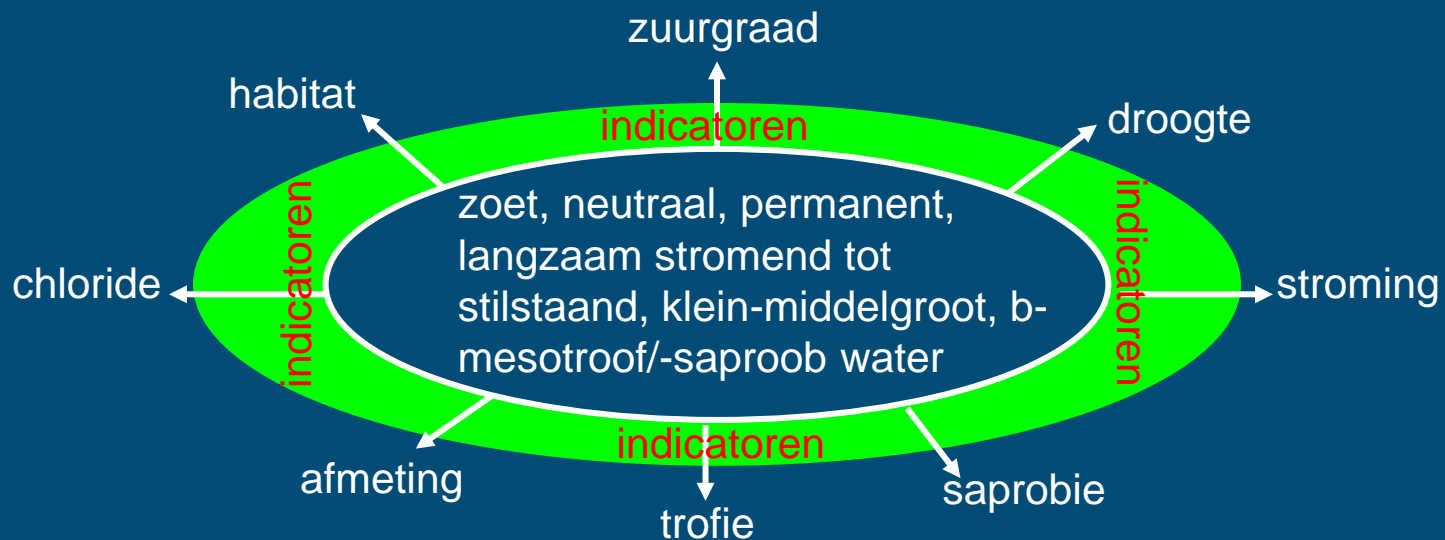 zuurgraad
habitat
indicatoren
droogte
indicatoren
zoet, neutraal, permanent,
langzaam stromend tot
stilstaand, klein-middelgroot, b-
mesotroof/-saproob water
indicatoren
chloride
stroming
indicatoren
afmeting
saprobie
trofie